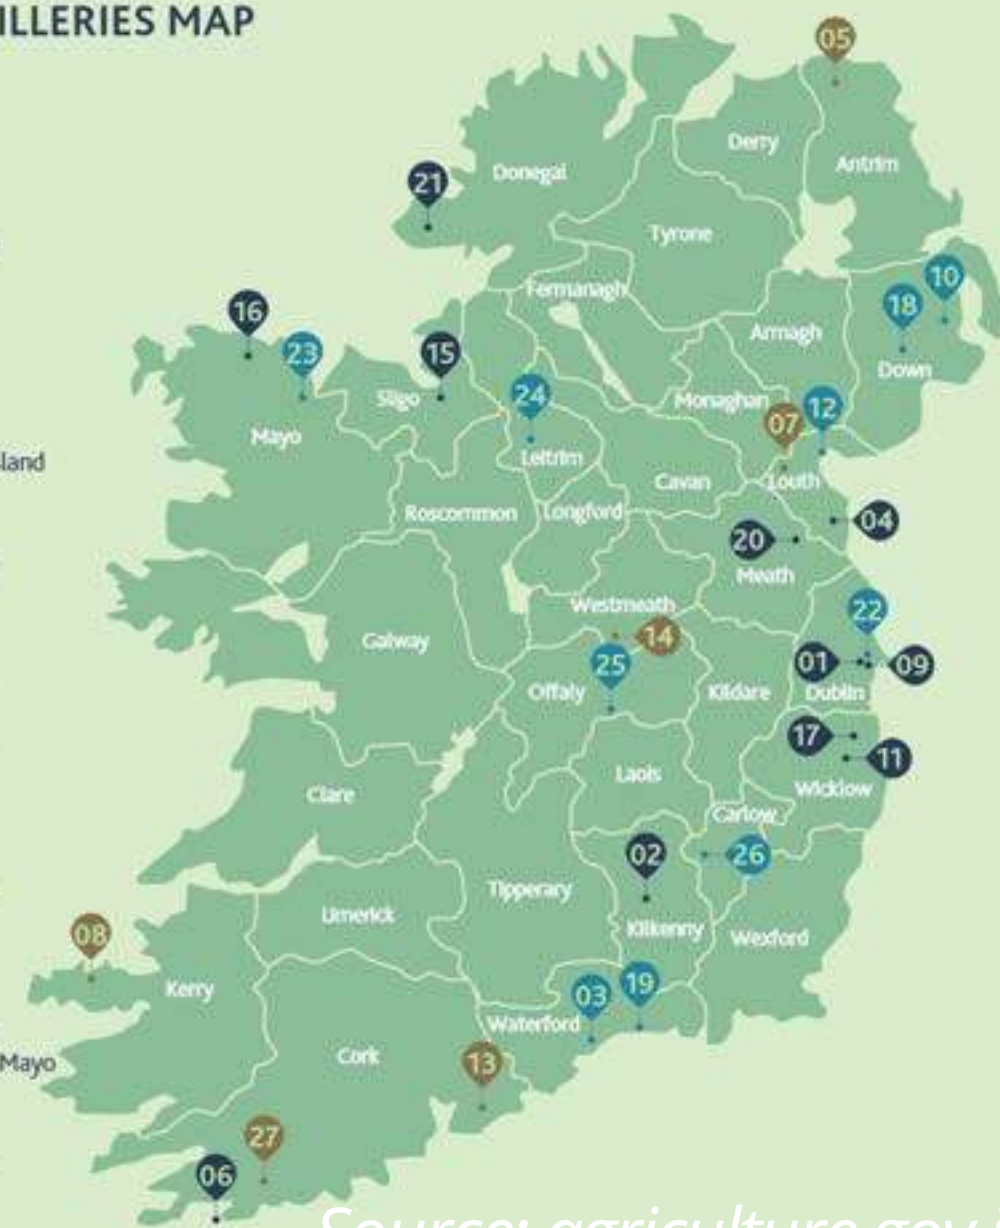 ILLERIES MAP
05
Derry
Antrim
Donegal
21
Tyrone
10
Fermanagh
18
16
Armagh
23
15
Down
24
Sligo
Monaghan
12
07
Mayo
Leitrim
land
Cavan
Louth
Roscommon
Longford
04
20
Meath
Westmeath
22
Galway
14
25
01
09
Offaly
Kildare
Dublin
17
11
Laois
Wicklow
Clare
Carlow
02
26
Tipperary
Limerick
Kilkenny
Wexford
08
Kerry
03
19
Waterford
Cork
13
Mayo
27
06
Source: agriculture.gov.i